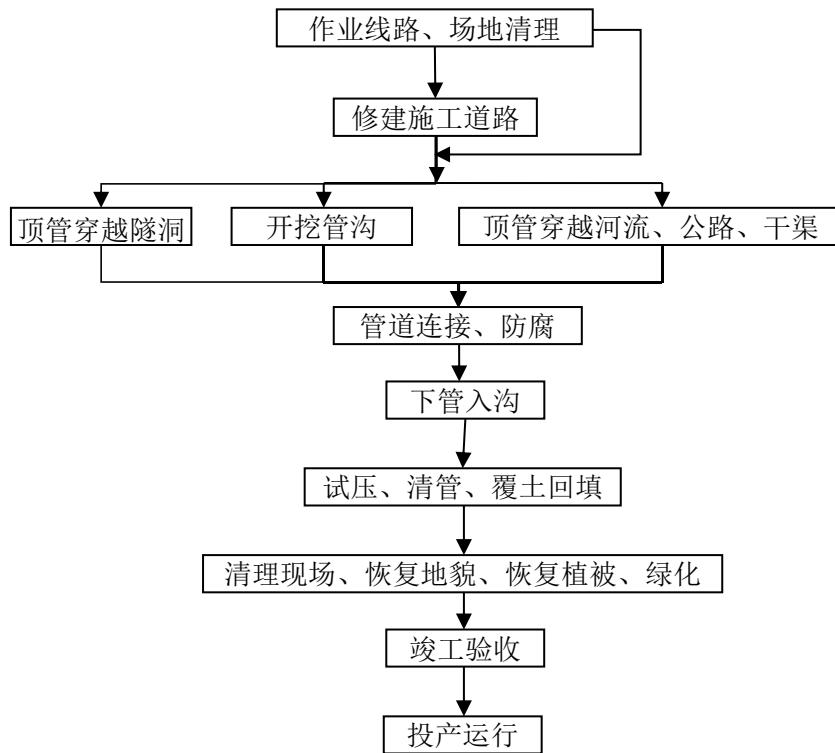 作业线路、场地清理
修建施工道路
顶管穿越隧洞
开挖管沟
顶管穿越河流、公路、干渠
管道连接、防腐
下管入沟
试压、清管、覆土回填
清理现场、恢复地貌、恢复植被、绿化
竣工验收
投产运行